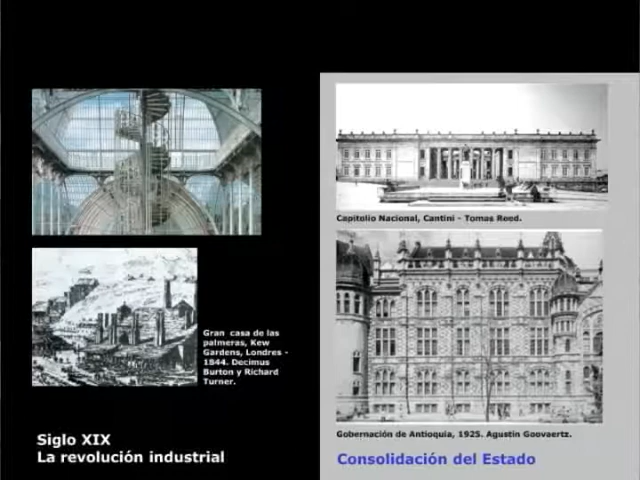 Gran casa de las
palmeras, Kew
Gardens, Londres -
1844. Decimus
Burton y Richard
Turner.
Siglo XIX
La revolución industrial
Capitolio Nacional, Cantini - Tomas Reed.
Gobernación de Antioquia, 1925. Agustín Goovaertz.
Consolidación del Estado